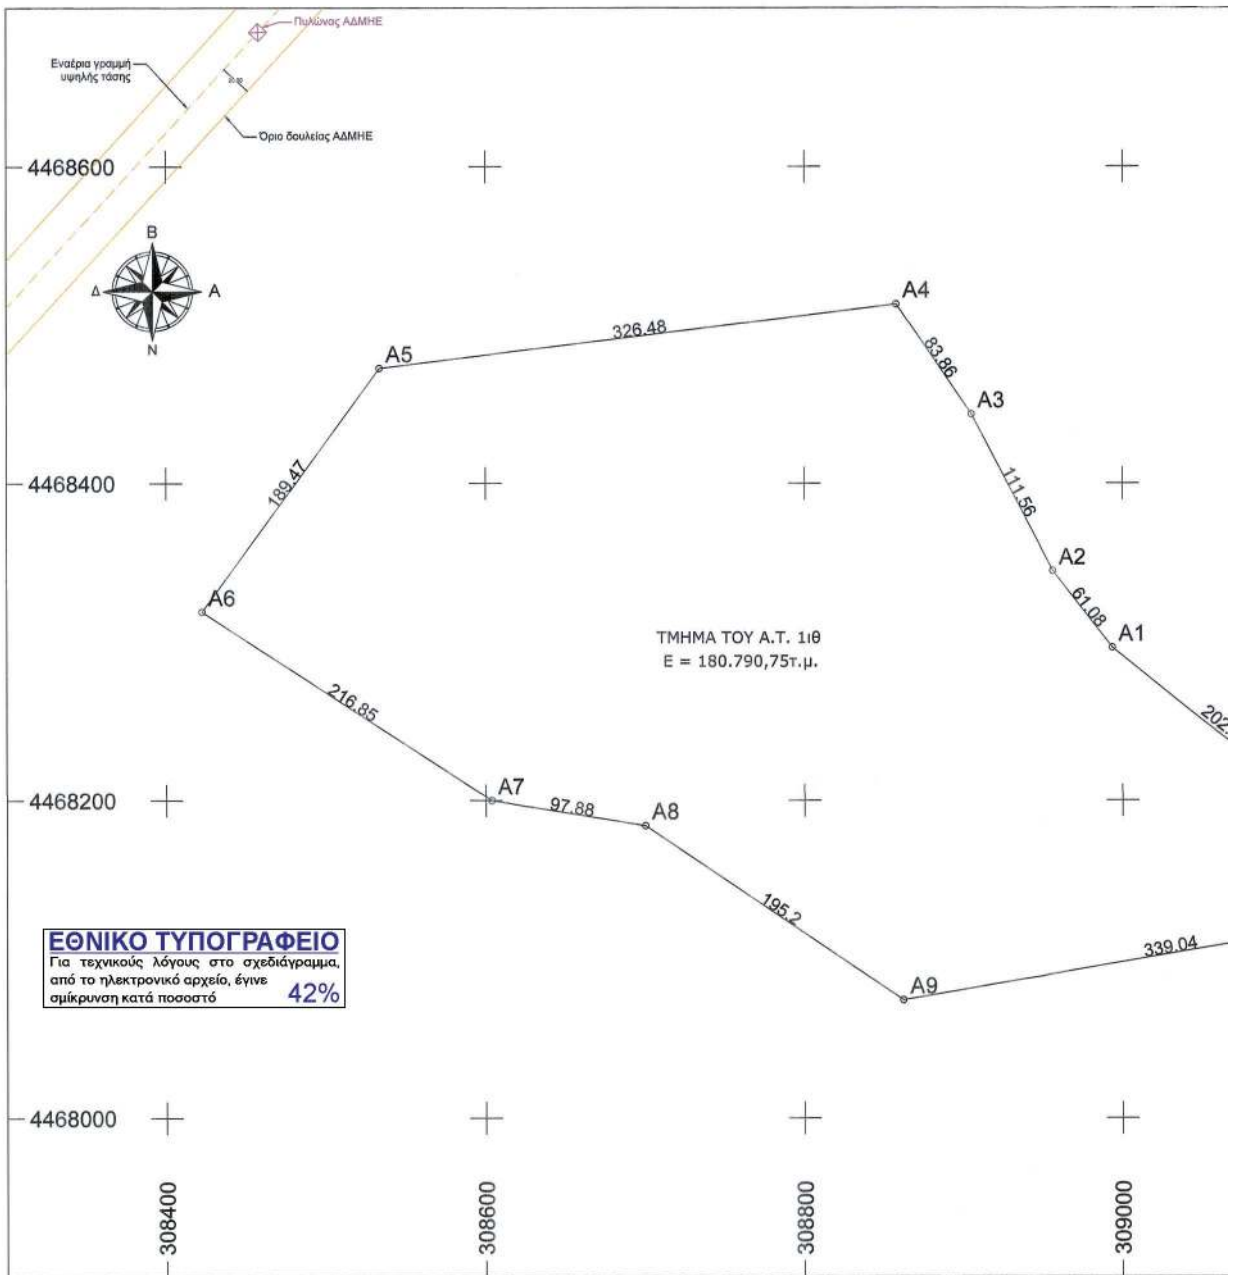 Πυλώνας ΑΔΜΗΕ
Εναέρια γραμμή
υψηλής τάσης
Όριο δουλείας ΑΔΜΗΕ
4468600
Β
Δ
Α
Ν
A4
326.48
A5
83.86
A3
189.47
4468400
111.56
A2
A6
61.08
ΤΜΗΜΑ ΤΟΥ Α.Τ. 1ιθ
Ε = 180.790,75τ.μ.
A1
216.85
202.
A7
4468200
97.88
A8
195.2
ΕΘΝΙΚΟ ΤΥΠΟΓΡΑΦΕΙΟ
Για τεχνικούς λόγους στο σχεδιάγραμμα,
από το ηλεκτρονικό αρχείο, έγινε
σμίκρυνση κατά ποσοστό 42%
339.04
A9
4468000
308400
308600
308800
309000